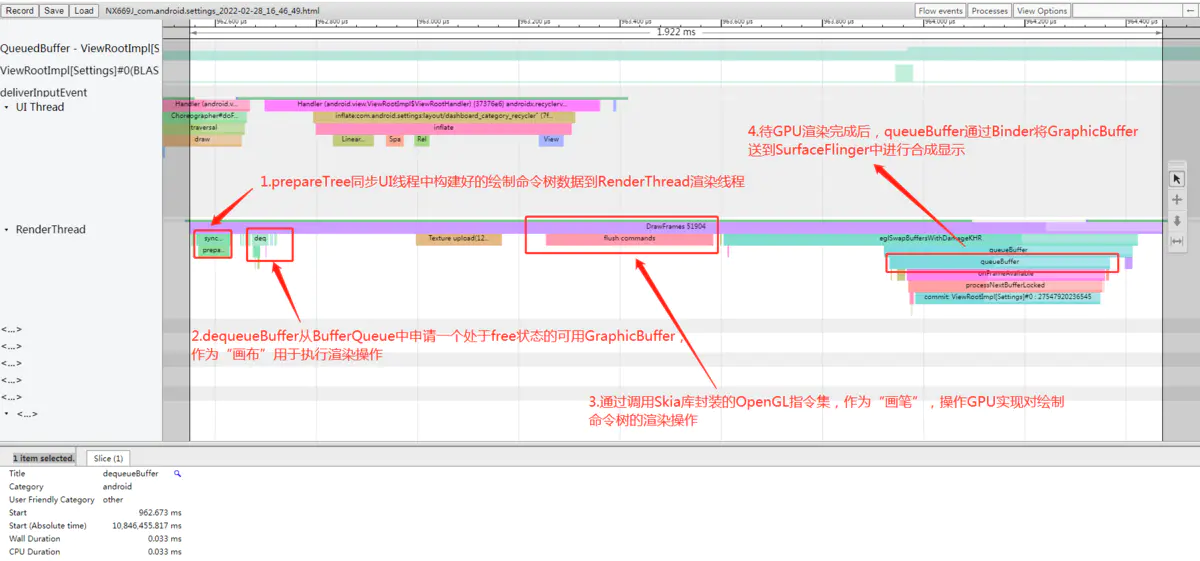 Record Save Load NX669J_com.android.settings_2022-02-28_16_46_49.html Flow events Processes View Options
962.600 μs 962.800 μs 963.000 μs 963.200 μs 963.400 μs 963.600 μs 963.800 μs 964.000 μs 964.200 μs 964.400 μs
1.922 ms
QueuedBuffer - ViewRootImpl[S
ViewRootImpl[Settings]#0(BLAS
deliverInputEvent
UI Thread
Handler (android.v... Handler (android.view.ViewRootImpl$ViewRootHandler) (37376e6) androidx.recyclerv...
Choreographer#doF... inflate:com.android.settings:layout/dashboard_category_recycler" (7f...
traversal inflate
draw Linear... Spa Rel View
4.待GPU渲染完成后，queueBuffer通过Binder将GraphicBuffer
送到SurfaceFlinger中进行合成显示
1.prepareTree同步UI线程中构建好的绘制命令树数据到RenderThread渲染线程
RenderThread
DrawFrames 51904
sync... deq Texture upload(12... flush commands eglSwapBuffersWithDamageKHR
prepa... queueBuffer
queueBuffer
onFrameAvailable
processNextBufferLocked
commit: ViewRootImpl[Settings]#0 : 27547920236545
2.dequeueBuffer从BufferQueue中申请一个处于free状态的可用GraphicBuffer，
作为“画布”用于执行渲染操作
3.通过调用Skia库封装的OpenGL指令集，作为“画笔”，操作GPU实现对绘制
命令树的渲染操作
<...>
<...>
<...>
<...>
<...>
<...>
1 item selected. Slice (1)
Title dequeueBuffer
Category android
User Friendly Category other
Start 962.673 ms
Start (Absolute time) 10,846,455.817 ms
Wall Duration 0.033 ms
CPU Duration 0.033 ms